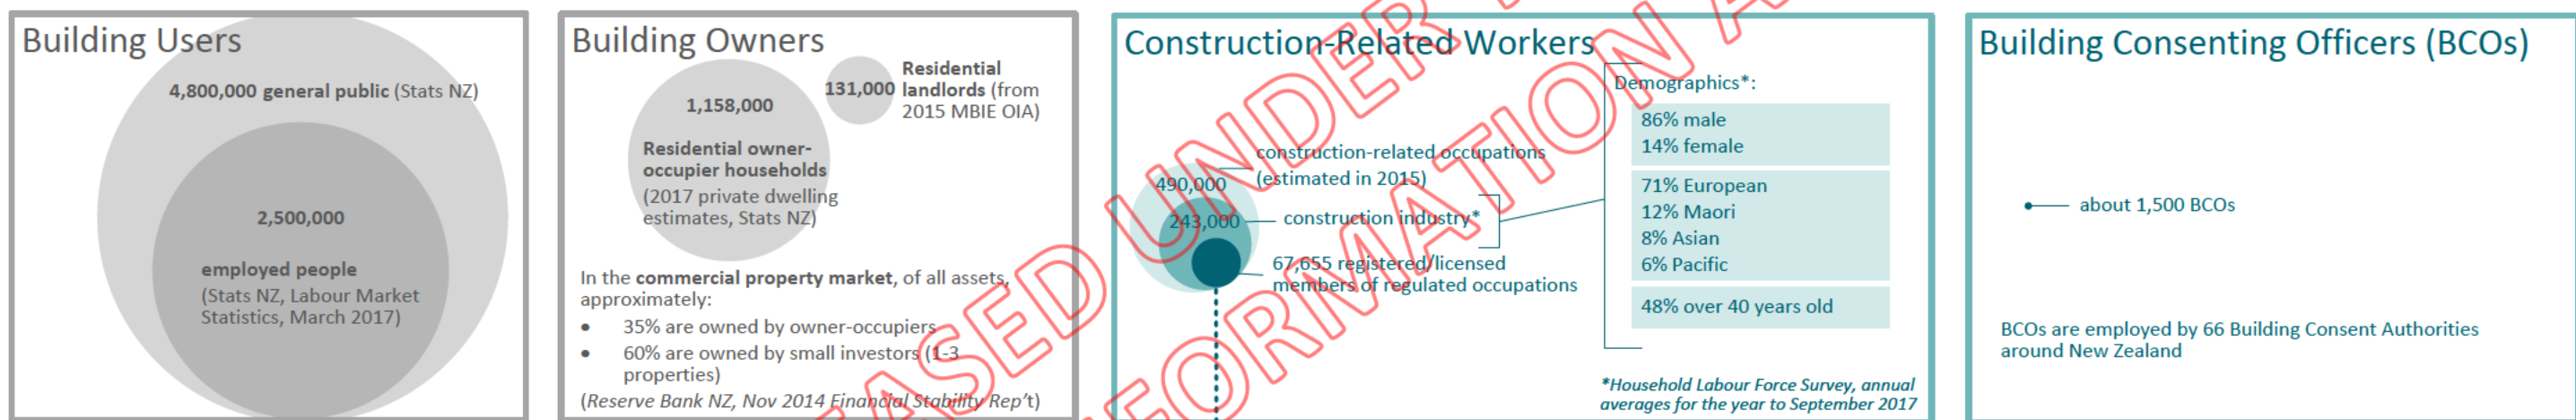 Building Users
4,800,000 general public (Stats NZ)
2,500,000
employed people
(Stats NZ, Labour Market
Statistics, March 2017)
Building Owners
1,158,000
Residential owner-
occupier households
(2017 private dwelling
estimates, Stats NZ)
131,000
Residential
landlords (from
2015 MBIE OIA)
In the commercial property market, of all assets,
approximately:
• 35% are owned by owner-occupiers
• 60% are owned by small investors (1-3
properties)
(Reserve Bank NZ, Nov 2014 Financial Stability Rep't)
Construction-Related Workers
490,000
construction-related occupations
(estimated in 2015)
243,000
construction industry*
67,655 registered/licensed
members of regulated occupations
Demographics*:
86% male
14% female
71% European
12% Maori
8% Asian
6% Pacific
48% over 40 years old
*Household Labour Force Survey, annual
averages for the year to September 2017
Building Consenting Officers (BCOs)
about 1,500 BCOs
BCOs are employed by 66 Building Consent Authorities
around New Zealand
UNDER